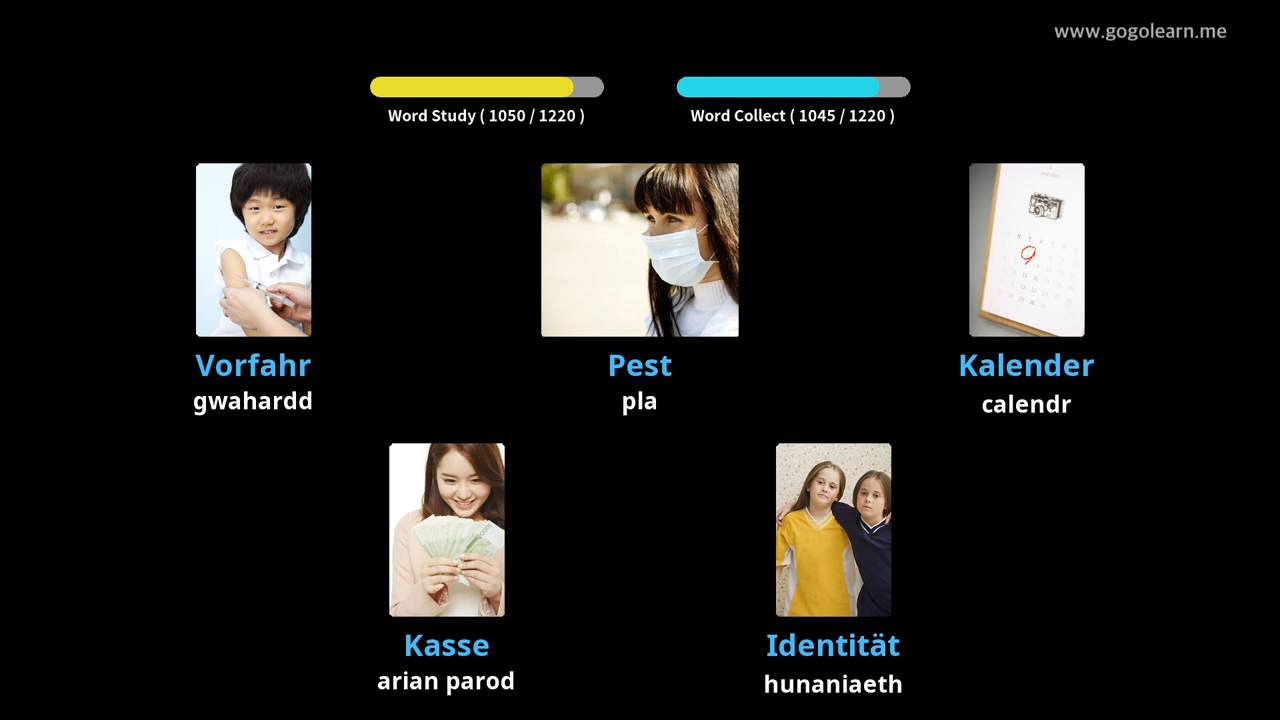 www.gogolearn.me
Word Study ( 1050 / 1220 )
Word Collect ( 1045 / 1220 )
Vorfahr
gwahardd
Pest
pla
Kalender
calendr
9
Kasse
arian parod
Identität
hunaniaeth